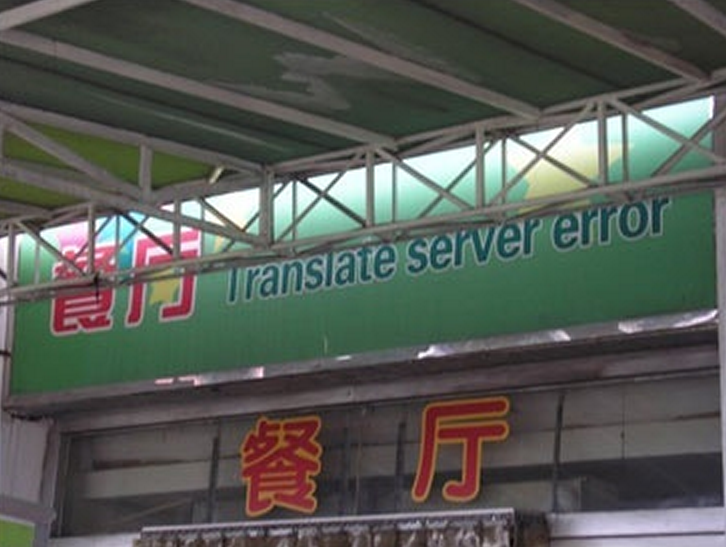 餐厅 Translate server error
餐厅